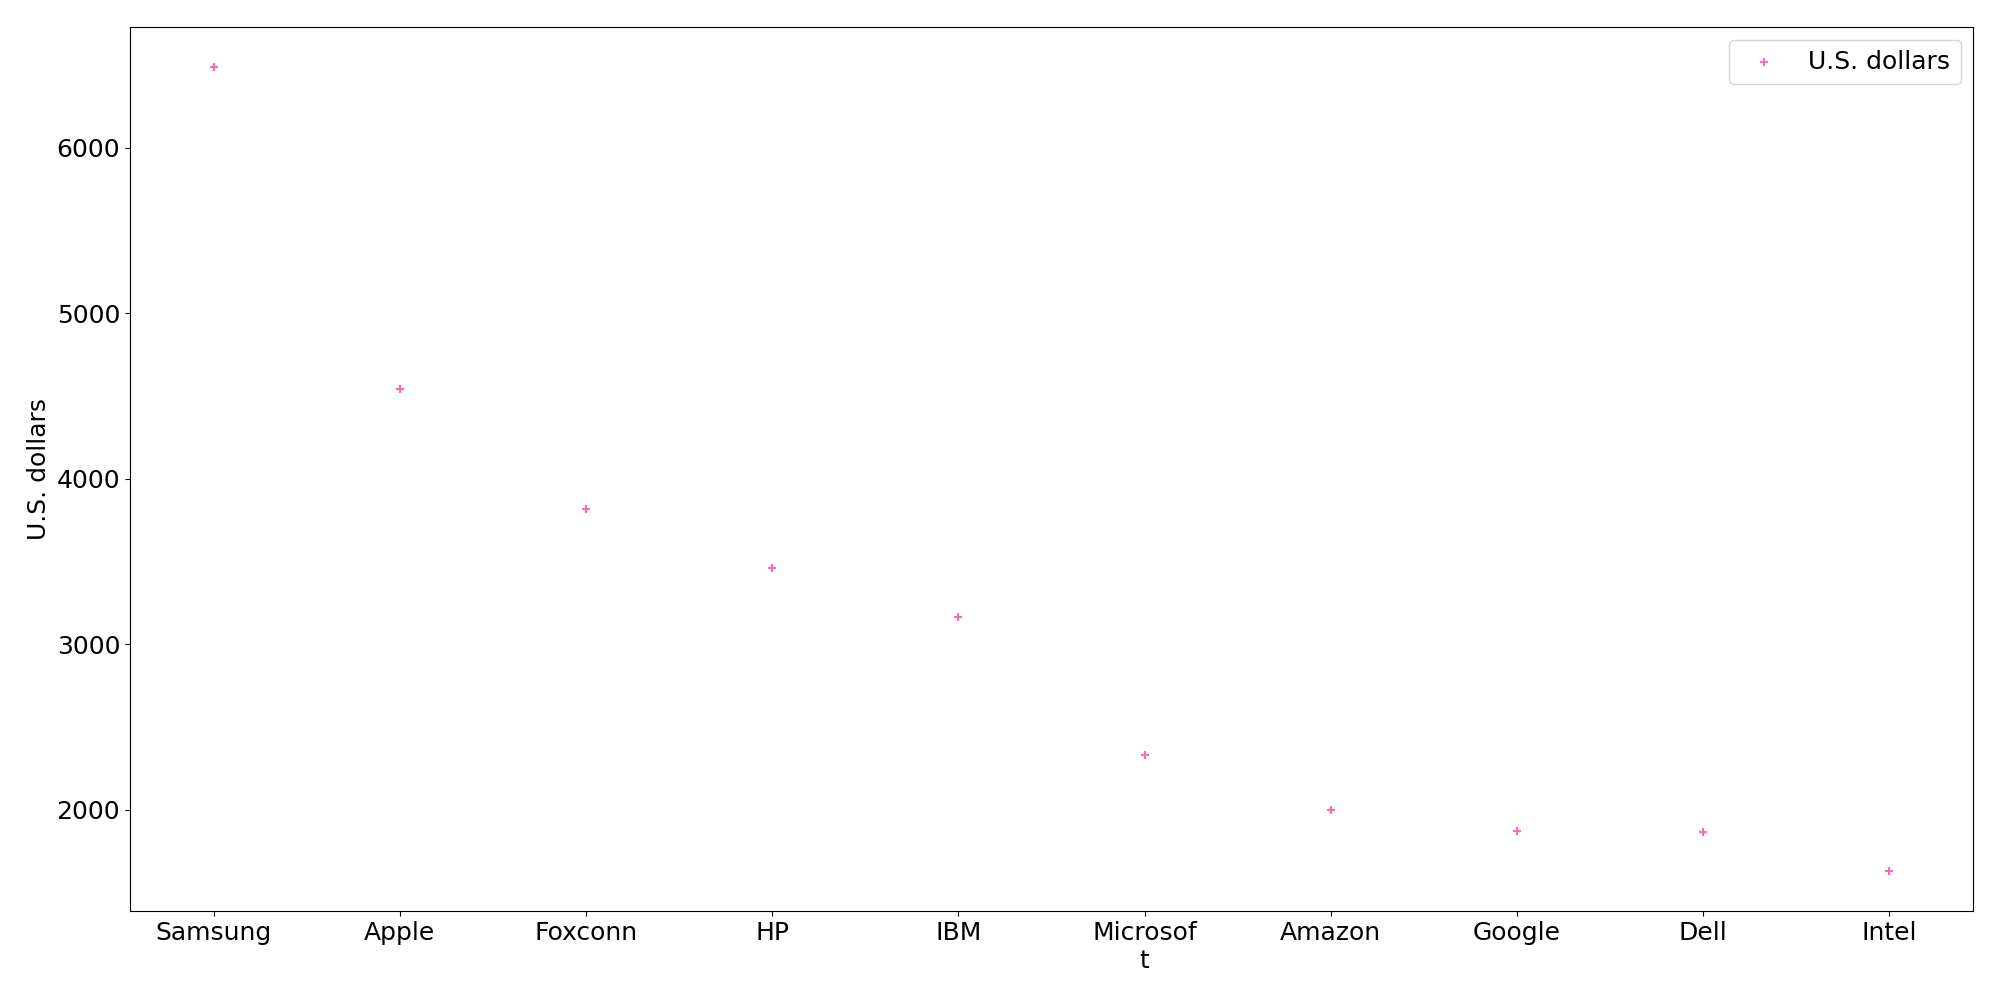 U.S. dollars
6000
5000
4000
3000
2000
U.S. dollars
Samsung
Apple
Foxconn
HP
IBM
Microsof
t
Amazon
Google
Dell
Intel